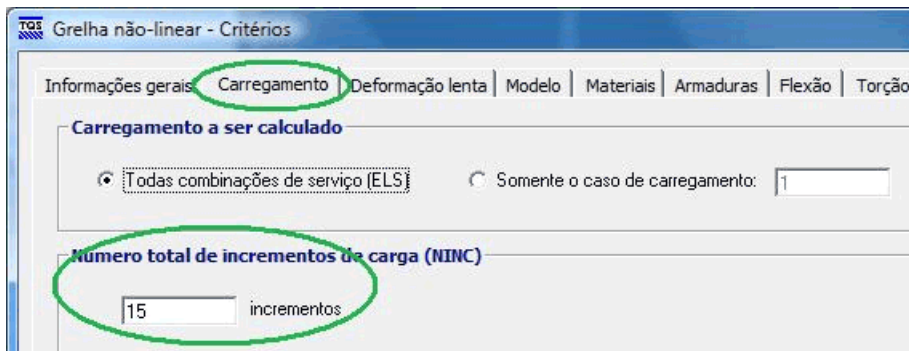 TQS Grelha não-linear - Critérios
Informações gerais Carregamento Deformação lenta Modelo Materiais Armaduras Flexão Torção
Carregamento a ser calculado
Todas combinações de serviço (ELS) Somente o caso de carregamento: 1
Número total de incrementos de carga (NINC)
15 incrementos